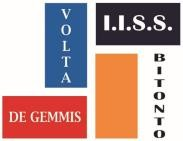 VOLTA
I.I.S.S.
DE GEMMIS
BITONTO